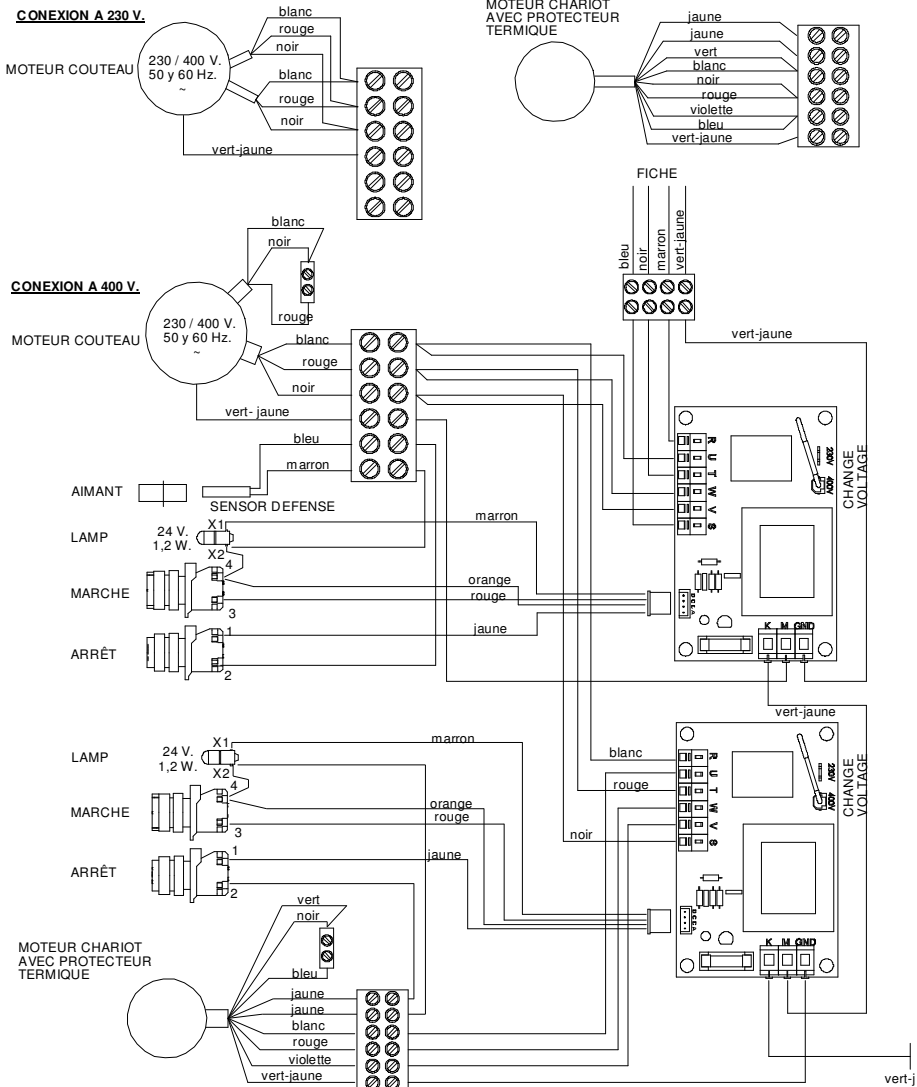 CONEXION A 230 V.
MOTEUR COUTEAU
230 / 400 V.
50 y 60 Hz.
~
blanc
rouge
noir
blanc
rouge
noir
vert-jaune
MOTEUR CHARIOT
AVEC PROTECTEUR
TERMIQUE
jaune
jaune
vert
blanc
noir
rouge
violette
bleu
vert-jaune
FICHE
bleu
noir
marron
vert-jaune
vert-jaune
CONEXION A 400 V.
MOTEUR COUTEAU
230 / 400 V.
50 y 60 Hz.
~
blanc
noir
rouge
blanc
rouge
noir
vert- jaune
bleu
marron
AIMANT
SENSOR DEFENSE
LAMP
24 V.
1,2 W.
X1
X2
4
MARCHE
3
ARRÊT
1
2
marron
orange
rouge
jaune
R
U
T
W
V
S
230V
400V
CHANGE
VOLTAGE
K M GND
vert-jaune
LAMP
24 V.
1,2 W.
X1
X2
4
MARCHE
3
ARRÊT
1
2
marron
orange
rouge
jaune
blanc
rouge
noir
R
U
T
W
V
S
230V
400V
CHANGE
VOLTAGE
K M GND
MOTEUR CHARIOT
AVEC PROTECTEUR
TERMIQUE
vert
noir
bleu
jaune
jaune
blanc
rouge
violette
vert-jaune
vert-j